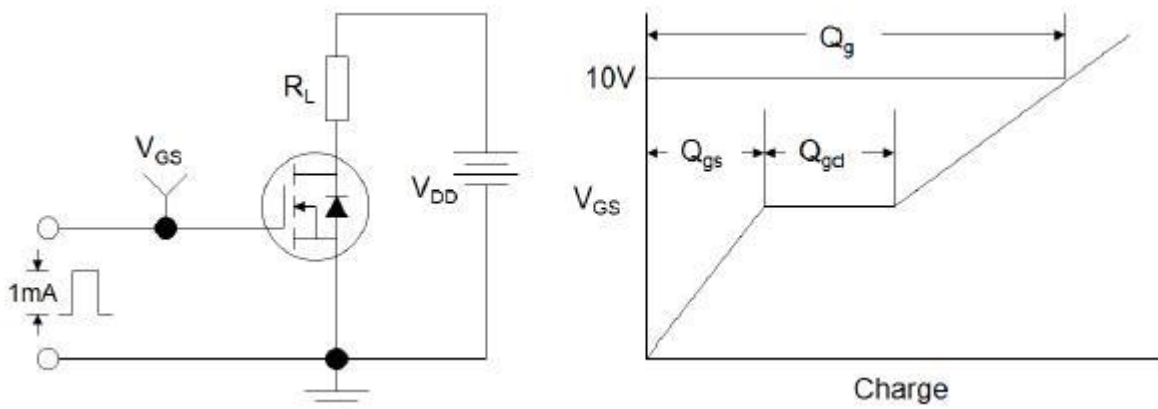 R_L
V_GS
V_DD
1mA
Q_g
10V
Q_gs
Q_gd
V_GS
Charge